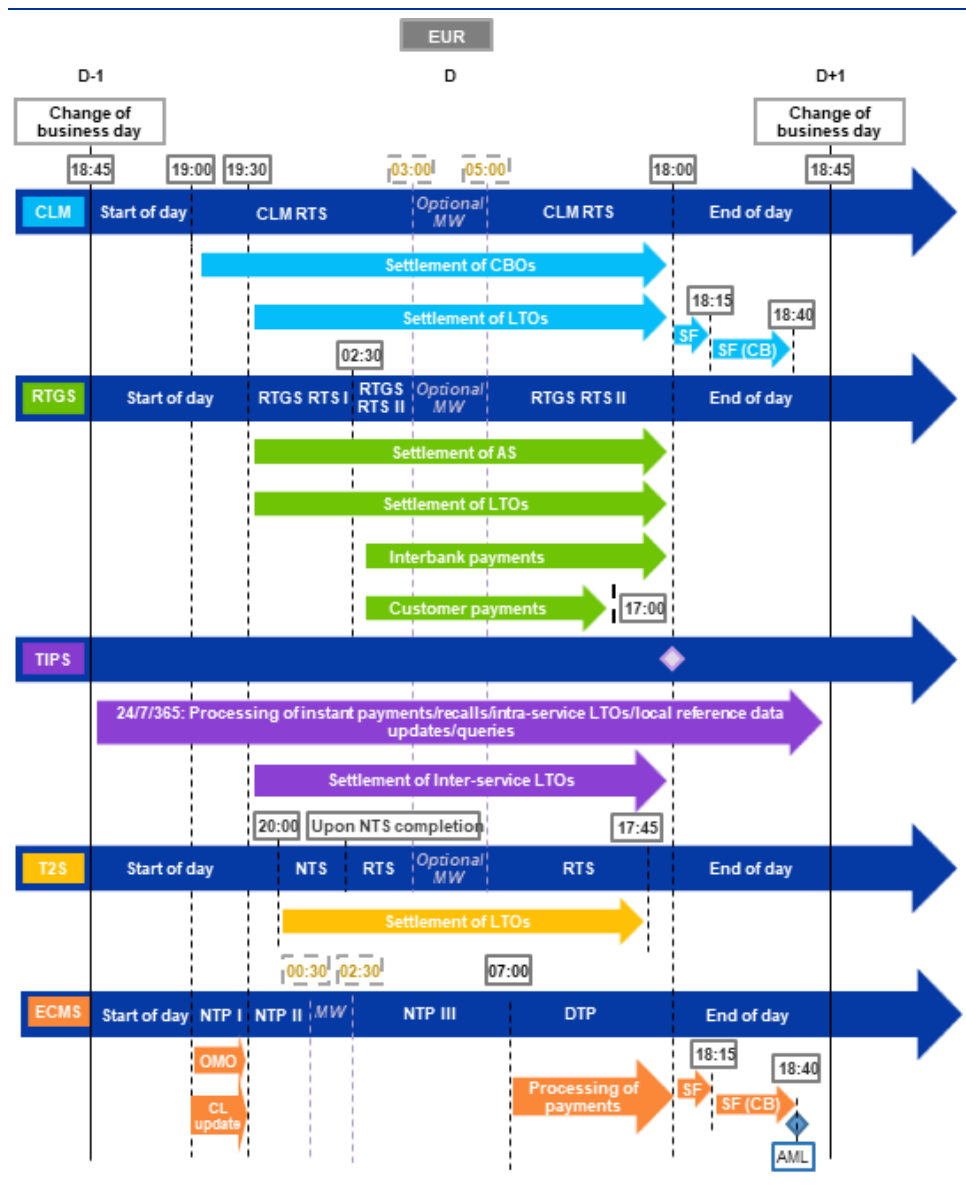 EUR
D-1
D
D+1
Change of
business day
Change of
business day
18:45
19:00
19:30
03:00
05:00
18:00
18:45
CLM
Start of day
CLM RTS
Optional
MW
CLM RTS
End of day
Settlement of CBOs
Settlement of LTOs
18:15
18:40
SF
SF (CB)
02:30
RTGS
Start of day
RTGS RTS I
RTGS
RTS II
Optional
MW
RTGS RTS II
End of day
Settlement of AS
Settlement of LTOs
Interbank payments
Customer payments
17:00
TIPS
24/7/365: Processing of instant payments/recalls/intra-service LTOs/local reference data
updates/queries
Settlement of Inter-service LTOs
20:00
Upon NTS completion
17:45
T2S
Start of day
NTS
RTS
Optional
MW
RTS
End of day
Settlement of LTOs
00:30
02:30
07:00
ECMS
Start of day
NTP I
NTP II
MW
NTP III
DTP
End of day
OMO
CL
update
Processing of
payments
18:15
18:40
SF
SF (CB)
AML